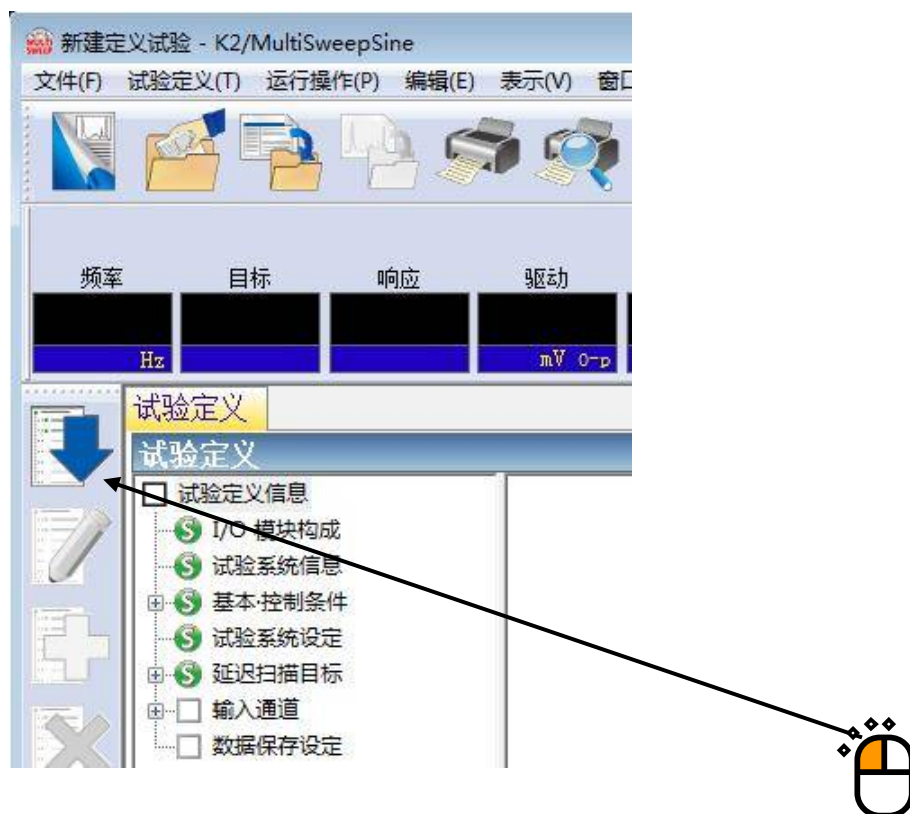 新建定义试验 - K2/MultiSweepSine
文件(F) 试验定义(T) 运行操作(P) 编辑(E) 表示(V)
频率 目标 响应 驱动
Hz mV 0-p
试验定义
试验定义
试验定义信息
I/O 模块构成
试验系统信息
基本·控制条件
试验系统设定
延迟扫描目标
输入通道
数据保存设定